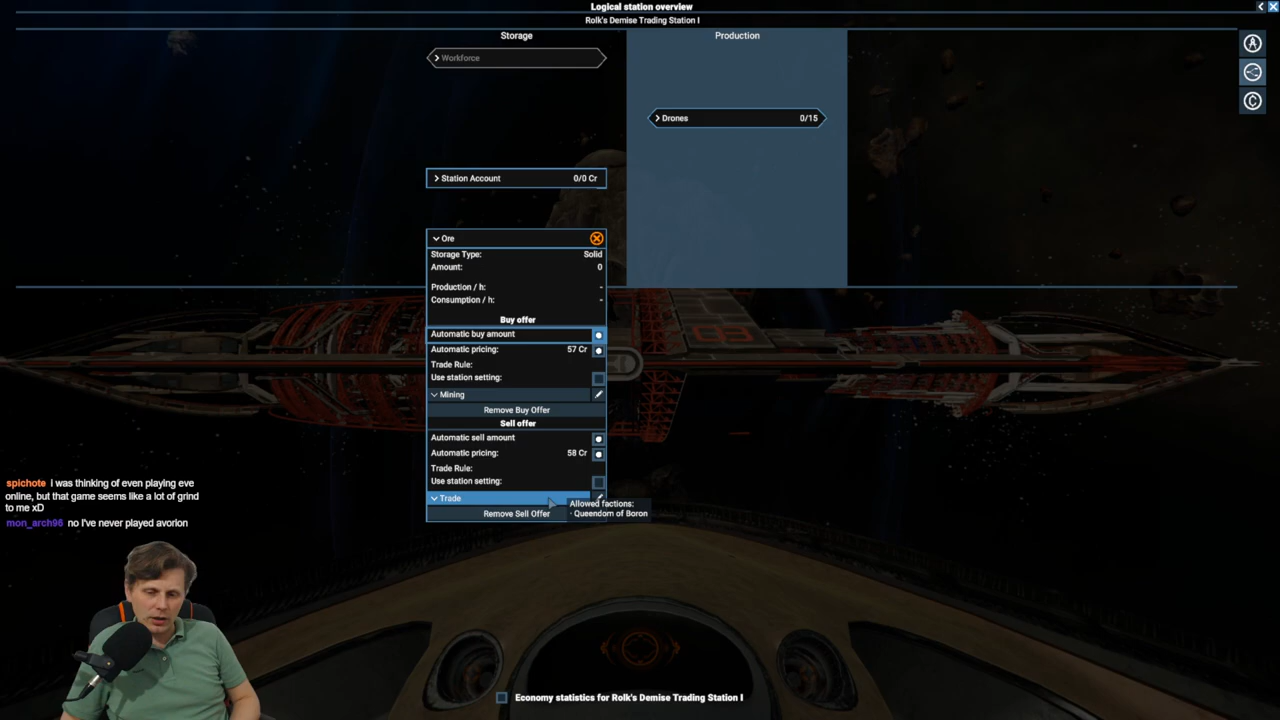 Logical station overview
Rolk's Demise Trading Station I
Storage
Production
Workforce
Drones 0/15
Station Account 0/0 Cr
Ore
Storage Type: Solid
Amount: 0
Production / h: -
Consumption / h: -
Buy offer
Automatic buy amount
Automatic pricing: 57 Cr
Trade Rule:
Use station setting:
Mining
Remove Buy Offer
Sell offer
Automatic sell amount
Automatic pricing: 58 Cr
Trade Rule:
Use station setting:
Trade
Remove Sell Offer
Allowed factions:
- Queendom of Boron
03
spichote i was thinking of even playing eve
online, but that game seems like a lot of grind
to me xD
mon_arch96 no I've never played avorion
Economy statistics for Rolk's Demise Trading Station I